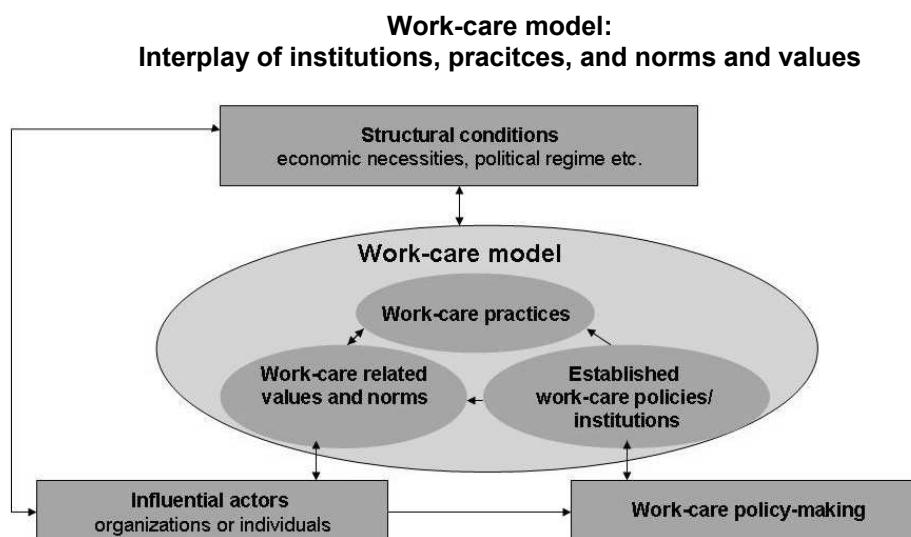 Work-care model:
Interplay of institutions, pracitces, and norms and values
Structural conditions
economic necessities, political regime etc.
Work-care model
Work-care practices
Work-care related
values and norms
Established
work-care policies/
institutions
Influential actors
organizations or individuals
Work-care policy-making